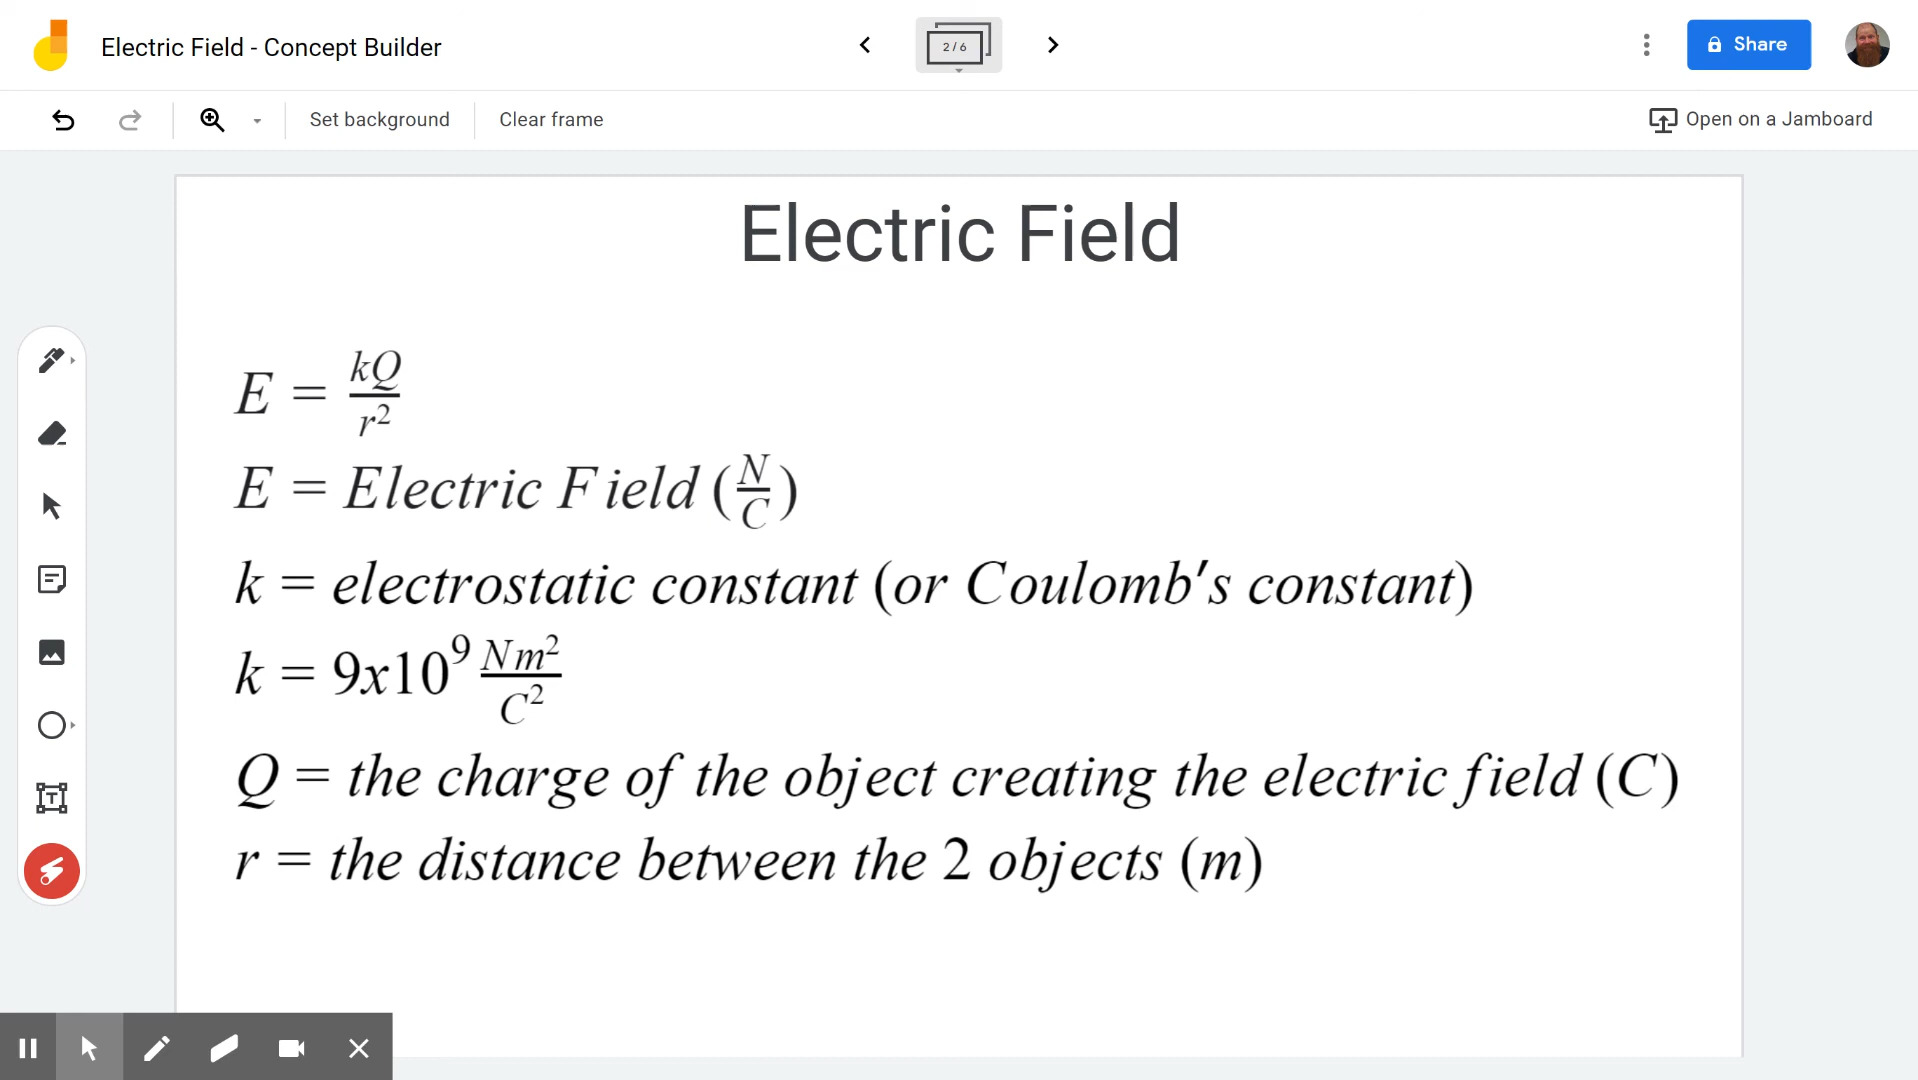 Electric Field - Concept Builder
2 / 6
Share
Set background
Clear frame
Open on a Jamboard
Electric Field
E = kQ/r²
E = Electric Field (N/C)
k = electrostatic constant (or Coulomb's constant)
k = 9x10⁹ Nm²/C²
Q = the charge of the object creating the electric field (C)
r = the distance between the 2 objects (m)